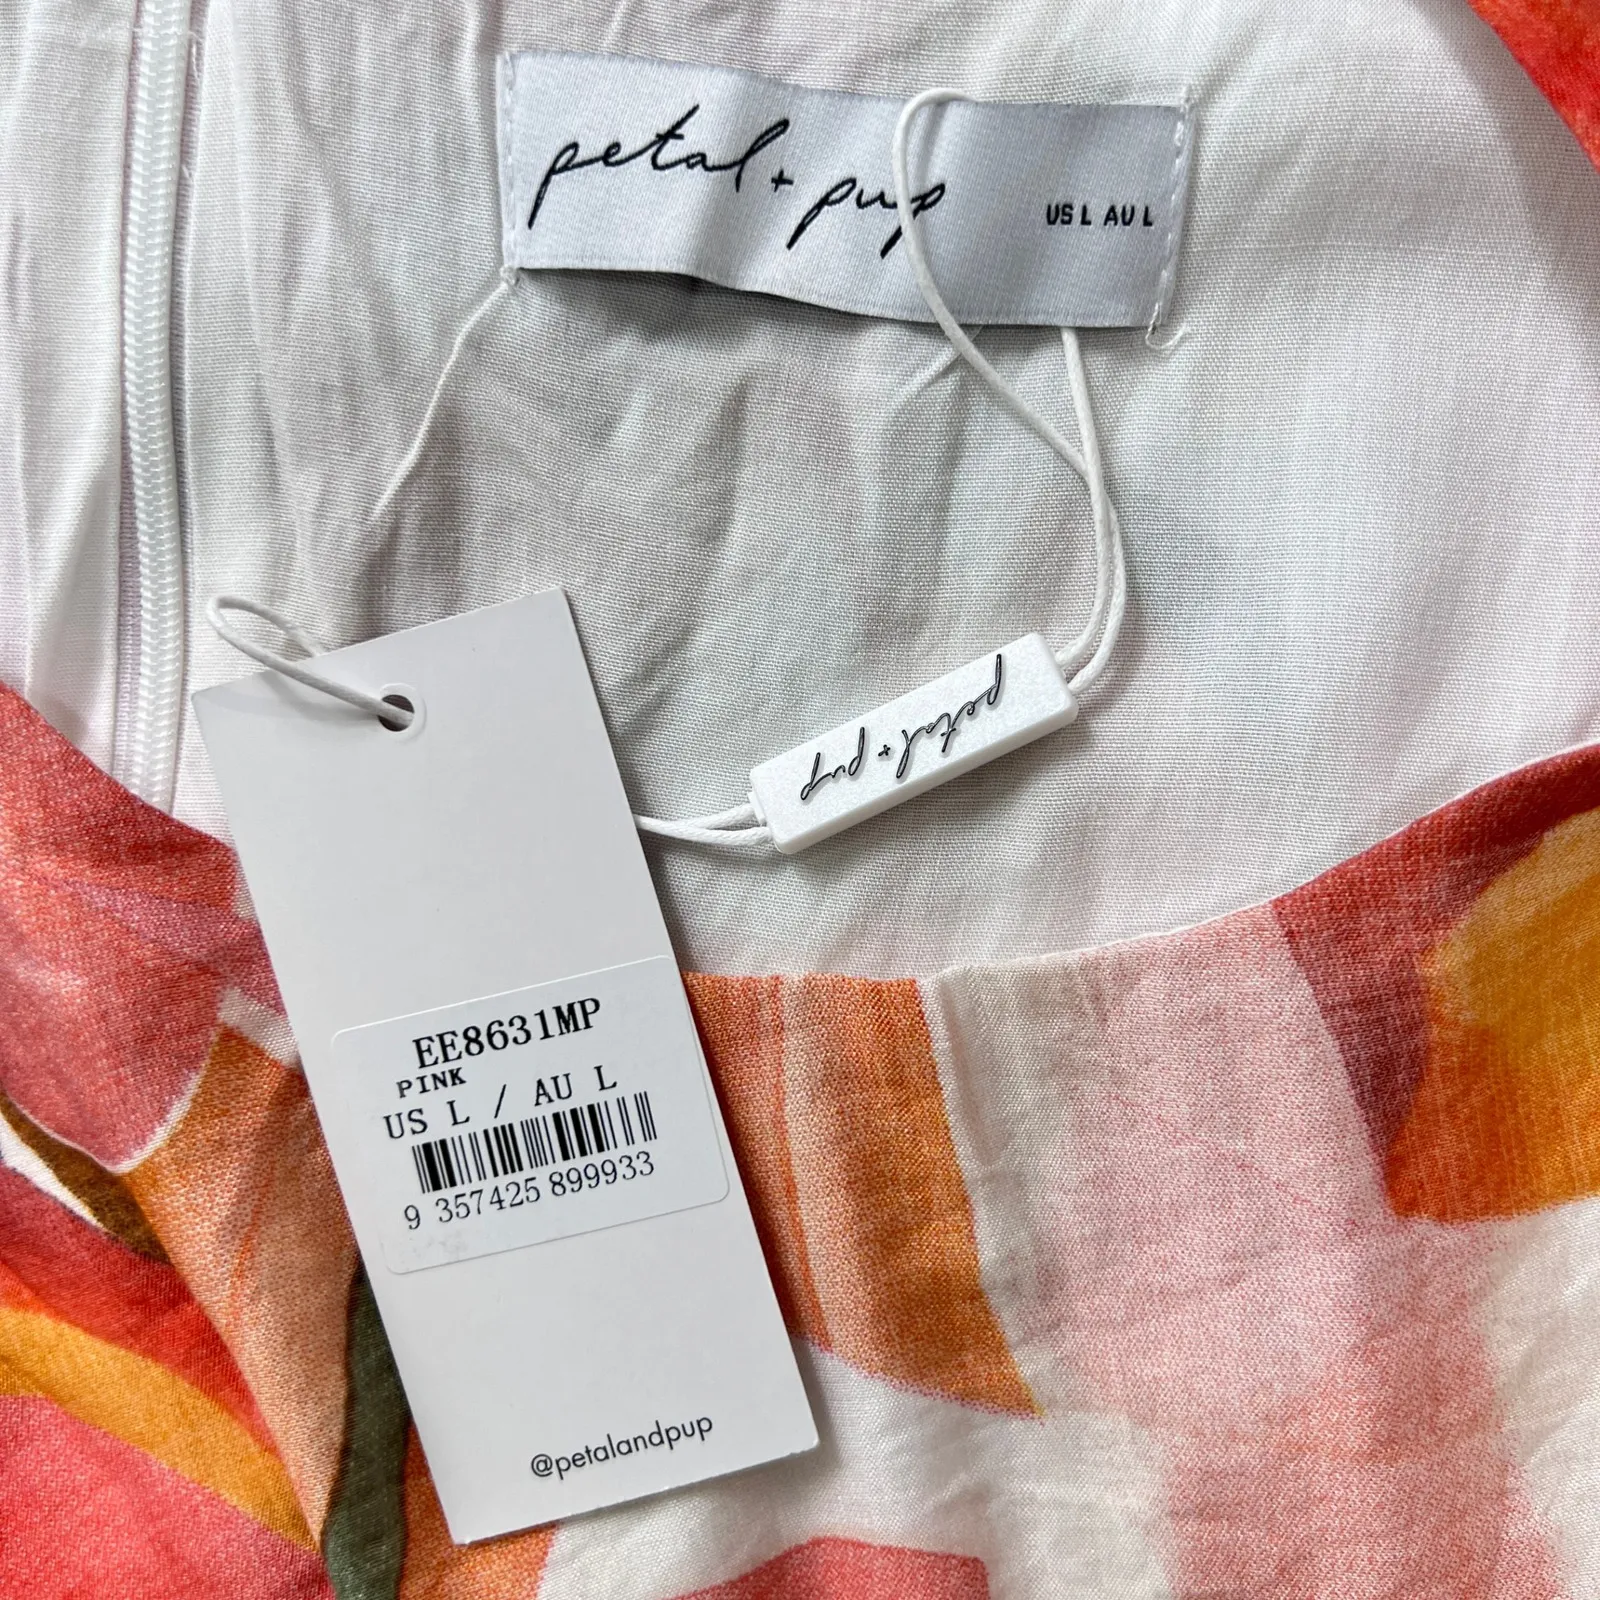 petal + pup
US L AU L
petal + pup
EE8631MP
PINK
US L / AU L
9 357425 899933
@petalandpup